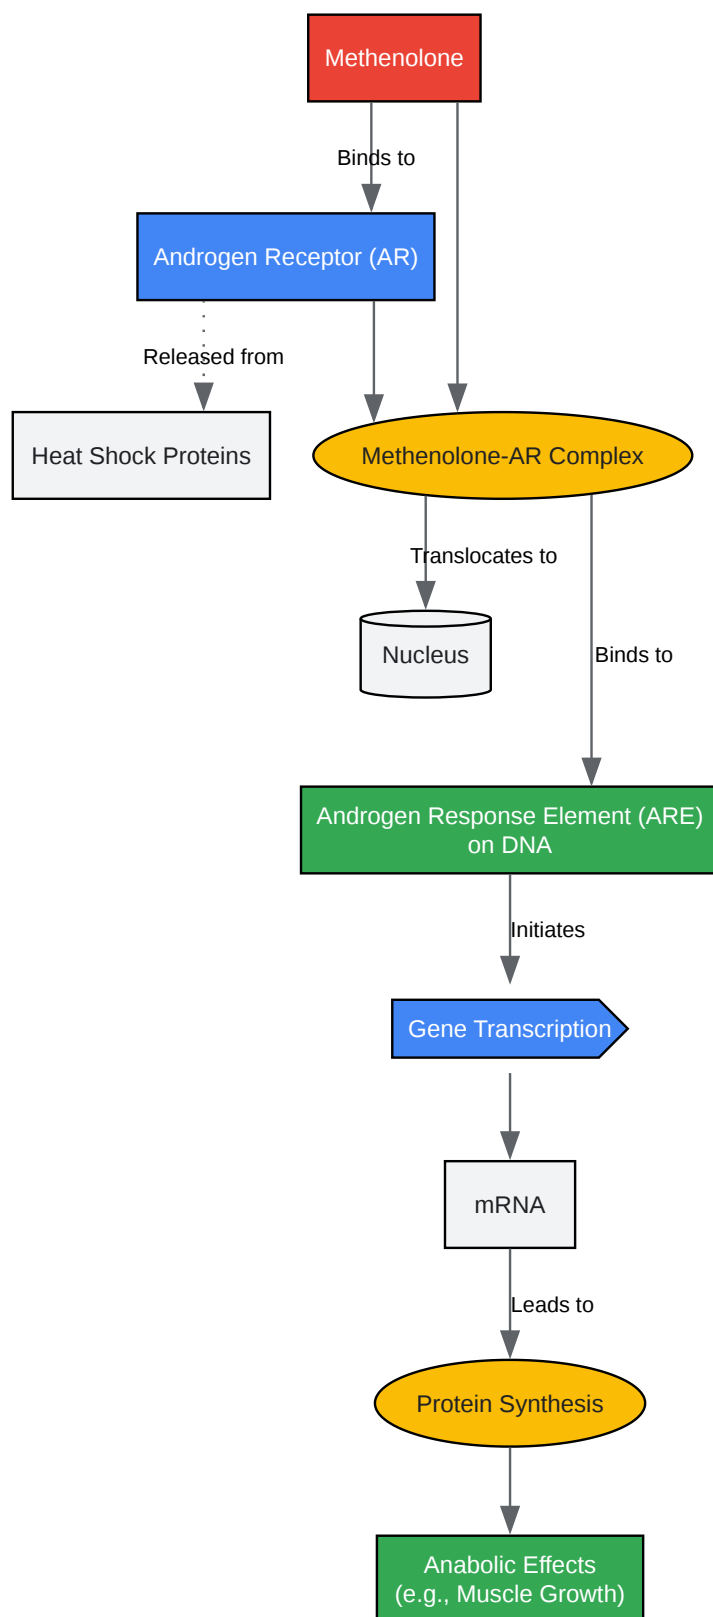 Methenolone
Binds to
Androgen Receptor (AR)
Released from
Heat Shock Proteins
Methenolone-AR Complex
Translocates to
Nucleus
Binds to
Androgen Response Element (ARE)
on DNA
Initiates
Gene Transcription
mRNA
Leads to
Protein Synthesis
Anabolic Effects
(e.g., Muscle Growth)